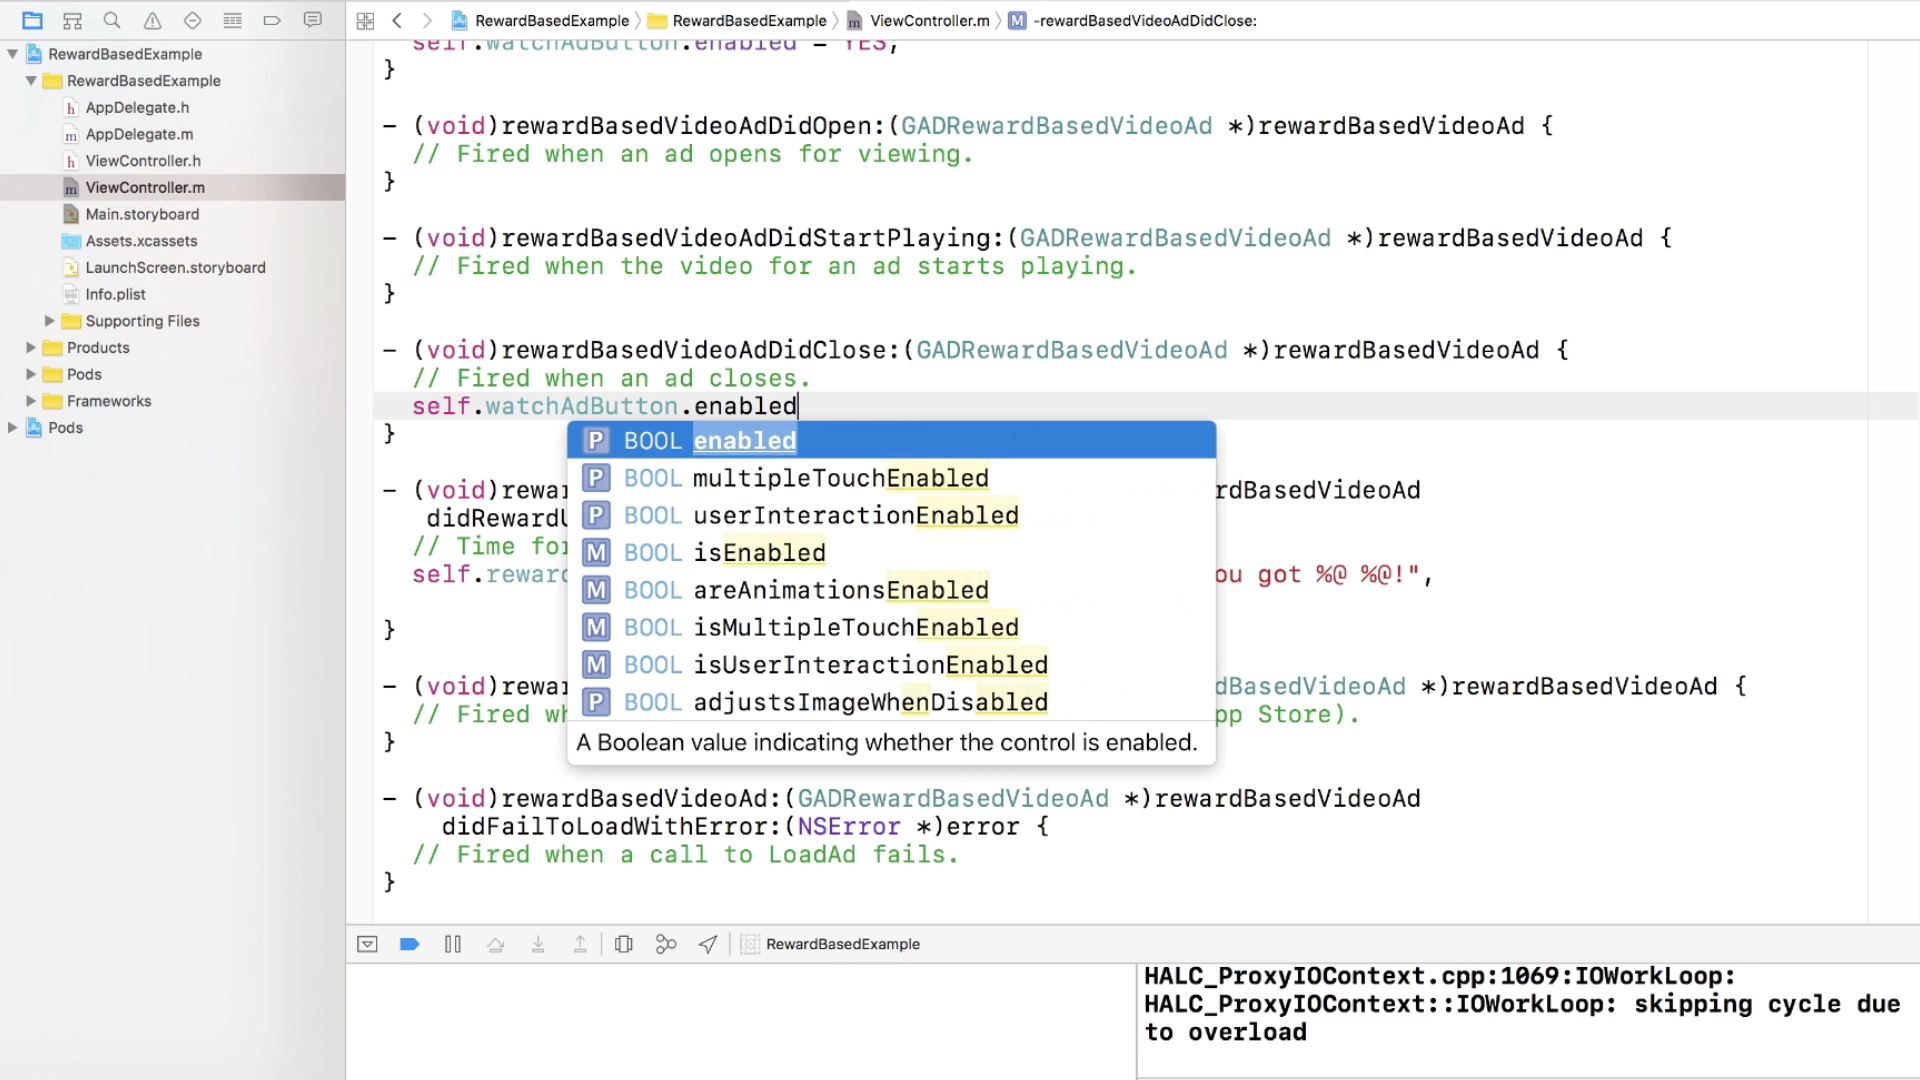 RewardBasedExample
RewardBasedExample
ViewController.m
-rewardBasedVideoAdDidClose:
RewardBasedExample
RewardBasedExample
AppDelegate.h
AppDelegate.m
ViewController.h
ViewController.m
Main.storyboard
Assets.xcassets
LaunchScreen.storyboard
Info.plist
Supporting Files
Products
Pods
Frameworks
Pods
self.watchAdButton.enabled = YES;
}
- (void)rewardBasedVideoAdDidOpen:(GADRewardBasedVideoAd *)rewardBasedVideoAd {
// Fired when an ad opens for viewing.
}
- (void)rewardBasedVideoAdDidStartPlaying:(GADRewardBasedVideoAd *)rewardBasedVideoAd {
// Fired when the video for an ad starts playing.
}
- (void)rewardBasedVideoAdDidClose:(GADRewardBasedVideoAd *)rewardBasedVideoAd {
// Fired when an ad closes.
self.watchAdButton.enabled
}
P BOOL enabled
P BOOL multipleTouchEnabled
P BOOL userInteractionEnabled
M BOOL isEnabled
M BOOL areAnimationsEnabled
M BOOL isMultipleTouchEnabled
M BOOL isUserInteractionEnabled
P BOOL adjustsImageWhenDisabled
A Boolean value indicating whether the control is enabled.
- (void)rewa rdBasedVideoAd
didRewardU
// Time for
self.reward ou got %@ %@!",
}
- (void)rewa dBasedVideoAd *)rewardBasedVideoAd {
// Fired wh pp Store).
}
- (void)rewardBasedVideoAd:(GADRewardBasedVideoAd *)rewardBasedVideoAd
didFailToLoadWithError:(NSError *)error {
// Fired when a call to LoadAd fails.
}
RewardBasedExample
HALC_ProxyIOContext.cpp:1069:IOWorkLoop:
HALC_ProxyIOContext::IOWorkLoop: skipping cycle due
to overload